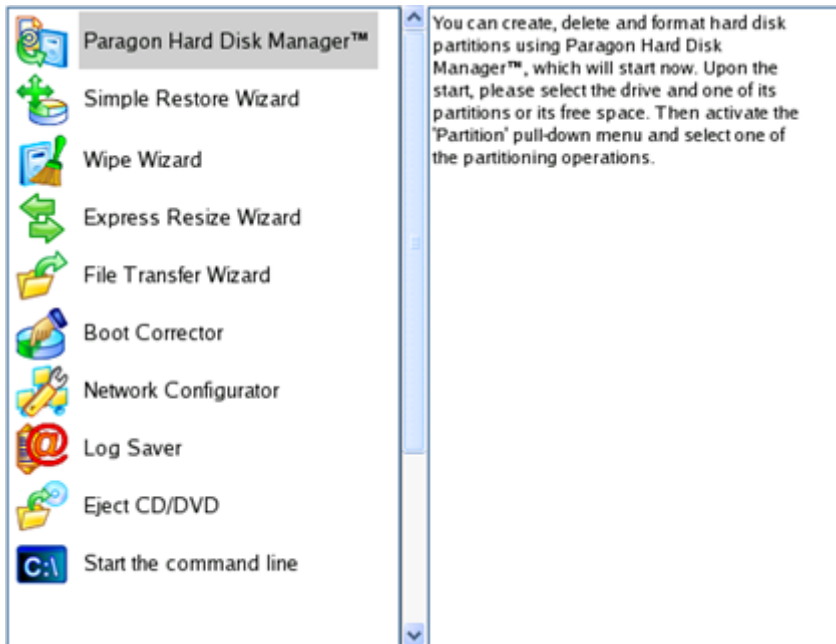 Paragon Hard Disk Manager™
Simple Restore Wizard
Wipe Wizard
Express Resize Wizard
File Transfer Wizard
Boot Corrector
Network Configurator
Log Saver
Eject CD/DVD
C:\
Start the command line
You can create, delete and format hard disk
partitions using Paragon Hard Disk
Manager™, which will start now. Upon the
start, please select the drive and one of its
partitions or its free space. Then activate the
'Partition' pull-down menu and select one of
the partitioning operations.